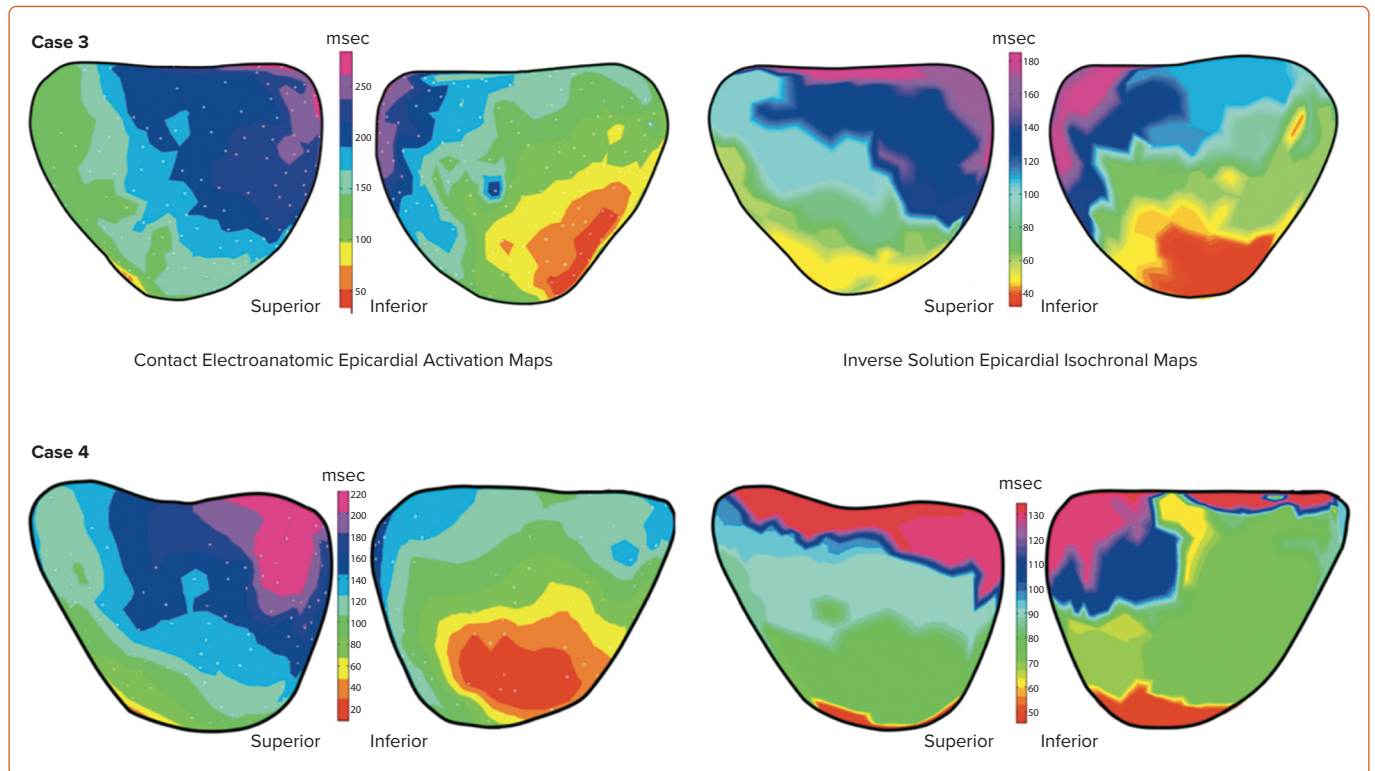 Case 3
msec
250
200
150
100
50
Superior
Inferior
msec
180
160
140
120
100
80
60
40
Superior
Inferior
Contact Electroanatomic Epicardial Activation Maps
Inverse Solution Epicardial Isochronal Maps
Case 4
msec
220
200
180
160
140
120
100
80
60
40
20
Superior
Inferior
msec
130
120
110
100
90
80
70
60
50
Superior
Inferior